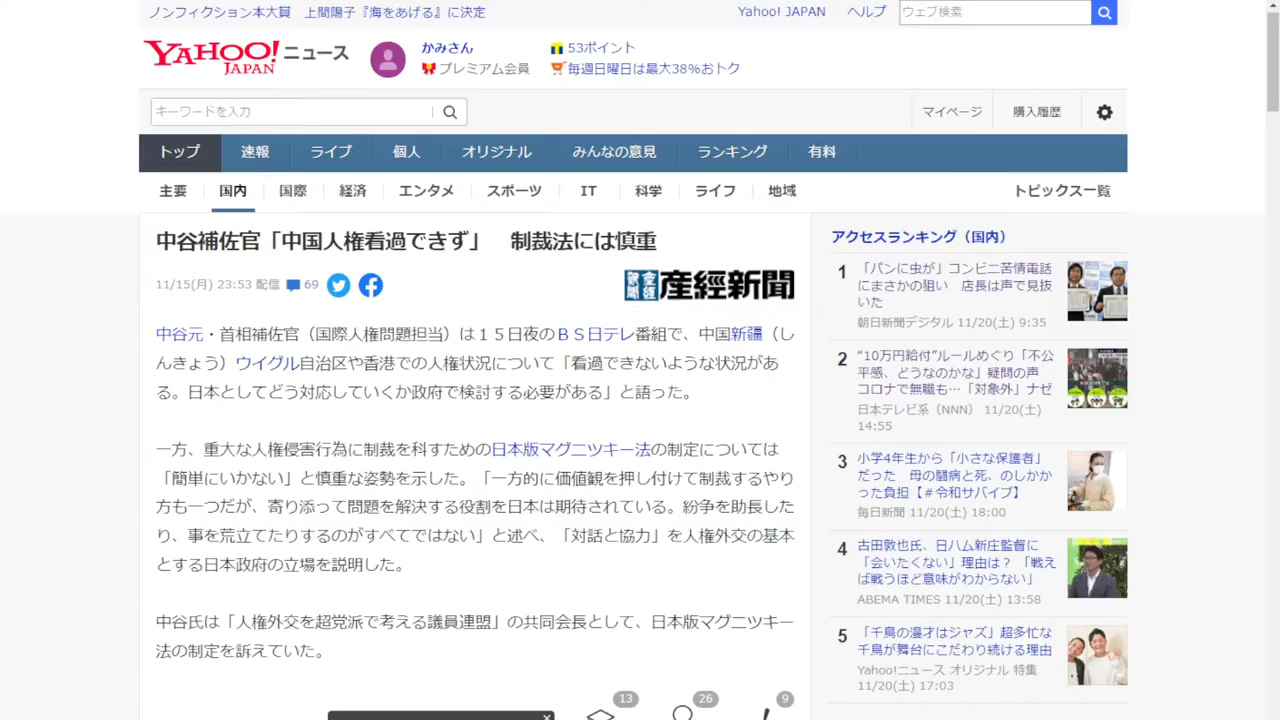 ノンフィクション本大賞　上間陽子『海をあげる』に決定
Yahoo! JAPAN ヘルプ ウェブ検索
YAHOO! JAPAN ニュース
かみさん
53ポイント
プレミアム会員
毎週日曜日は最大38%おトク
キーワードを入力
マイページ 購入履歴
トップ 速報 ライブ 個人 オリジナル みんなの意見 ランキング 有料
主要 国内 国際 経済 エンタメ スポーツ IT 科学 ライフ 地域 トピックス一覧
中谷補佐官「中国人権看過できず」　制裁法には慎重
11/15(月) 23:53 配信 69
産経新聞 産経新聞
中谷元・首相補佐官（国際人権問題担当）は１５日夜のＢＳ日テレ番組で、中国新疆（し
んきょう）ウイグル自治区や香港での人権状況について「看過できないような状況があ
る。日本としてどう対応していくか政府で検討する必要がある」と語った。
一方、重大な人権侵害行為に制裁を科すための日本版マグニツキー法の制定については
「簡単にいかない」と慎重な姿勢を示した。「一方的に価値観を押し付けて制裁するやり
方も一つだが、寄り添って問題を解決する役割を日本は期待されている。紛争を助長した
り、事を荒立てたりするのがすべてではない」と述べ、「対話と協力」を人権外交の基本
とする日本政府の立場を説明した。
中谷氏は「人権外交を超党派で考える議員連盟」の共同会長として、日本版マグニツキー
法の制定を訴えていた。
13 26 9
アクセスランキング（国内）
1 「パンに虫が」コンビニ苦情電話
にまさかの狙い　店長は声で見抜
いた
朝日新聞デジタル 11/20(土) 9:35
2 “10万円給付”ルールめぐり「不公
平感、どうなのかな」疑問の声
コロナで無職も…「対象外」ナゼ
日本テレビ系（NNN） 11/20(土)
14:55
3 小学4年生から「小さな保護者」
だった　母の闘病と死、のしかか
った負担【＃令和サバイブ】
毎日新聞 11/20(土) 18:00
4 古田敦也氏、日ハム新庄監督に
「会いたくない」理由は？ 「戦え
ば戦うほど意味がわからない」
ABEMA TIMES 11/20(土) 13:58
5 「千鳥の漫才はジャズ」超多忙な
千鳥が舞台にこだわり続ける理由
Yahoo!ニュース オリジナル 特集
11/20(土) 17:03